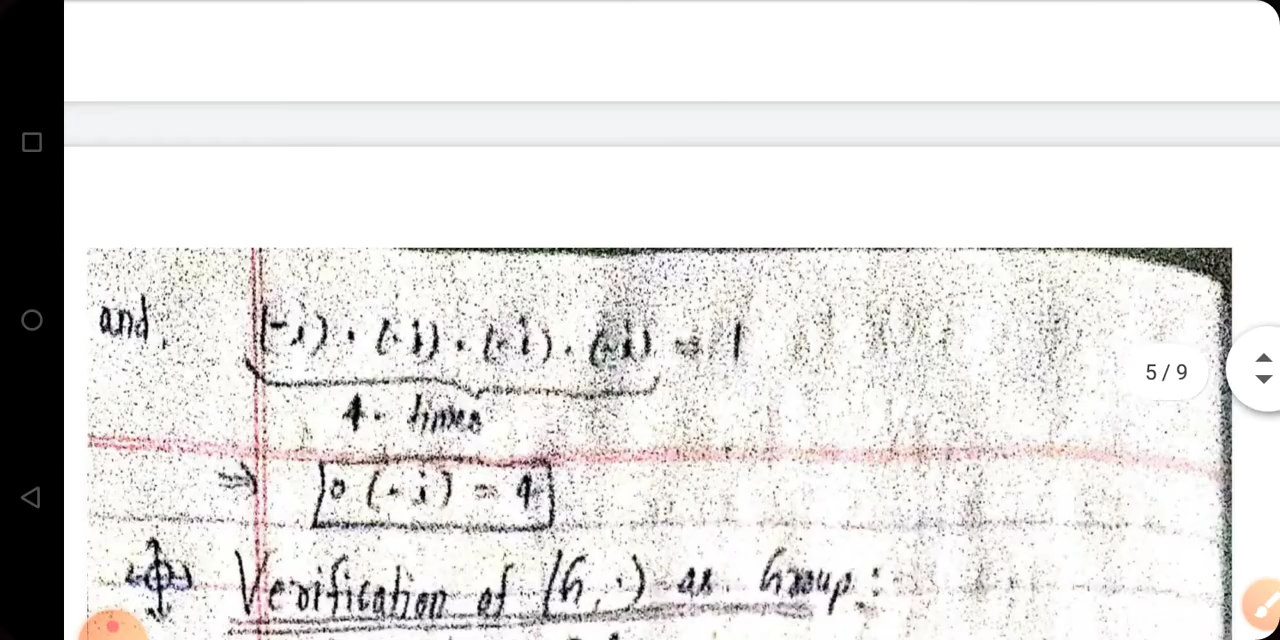 and, (-i) . (-i) . (-i) . (-i) = 1
5 / 9
4 - times
⇒ o (-i) = 4
Verification of (G, .) as Group :